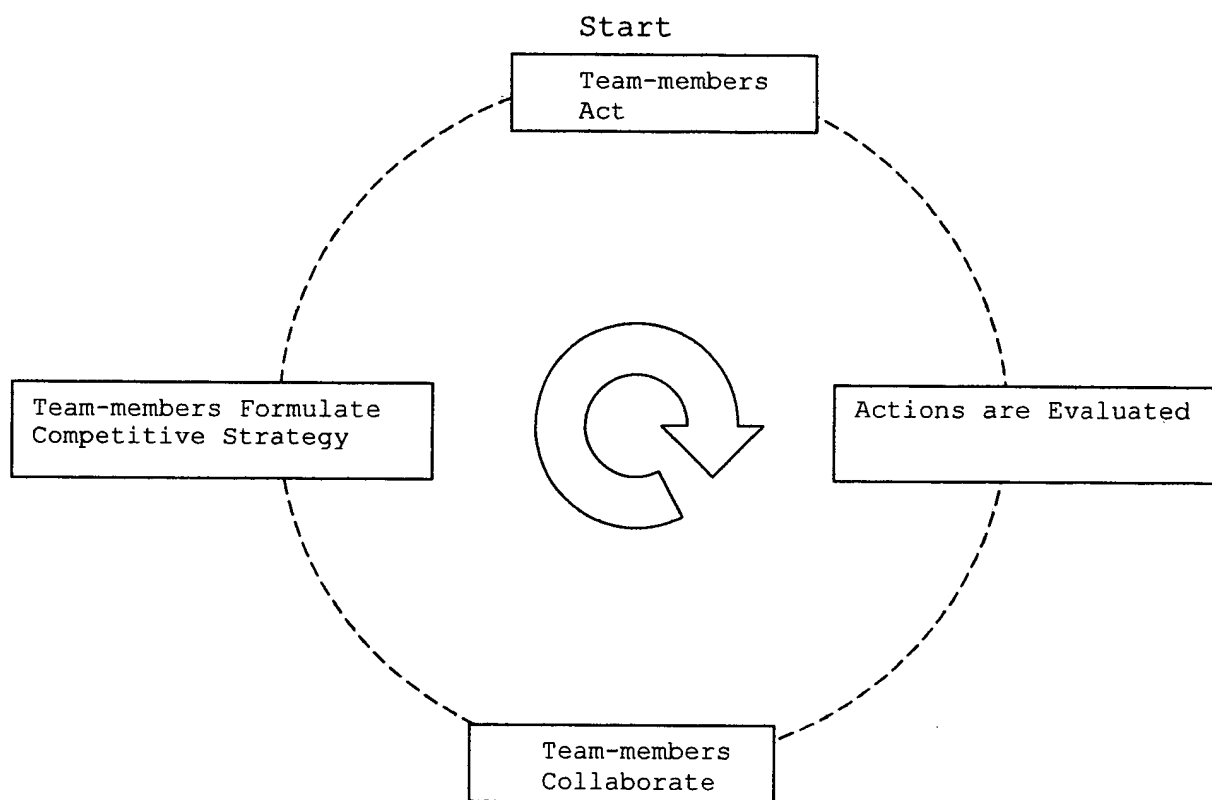 Start
Team-members
Act
Team-members Formulate
Competitive Strategy
Actions are Evaluated
Team-members
Collaborate